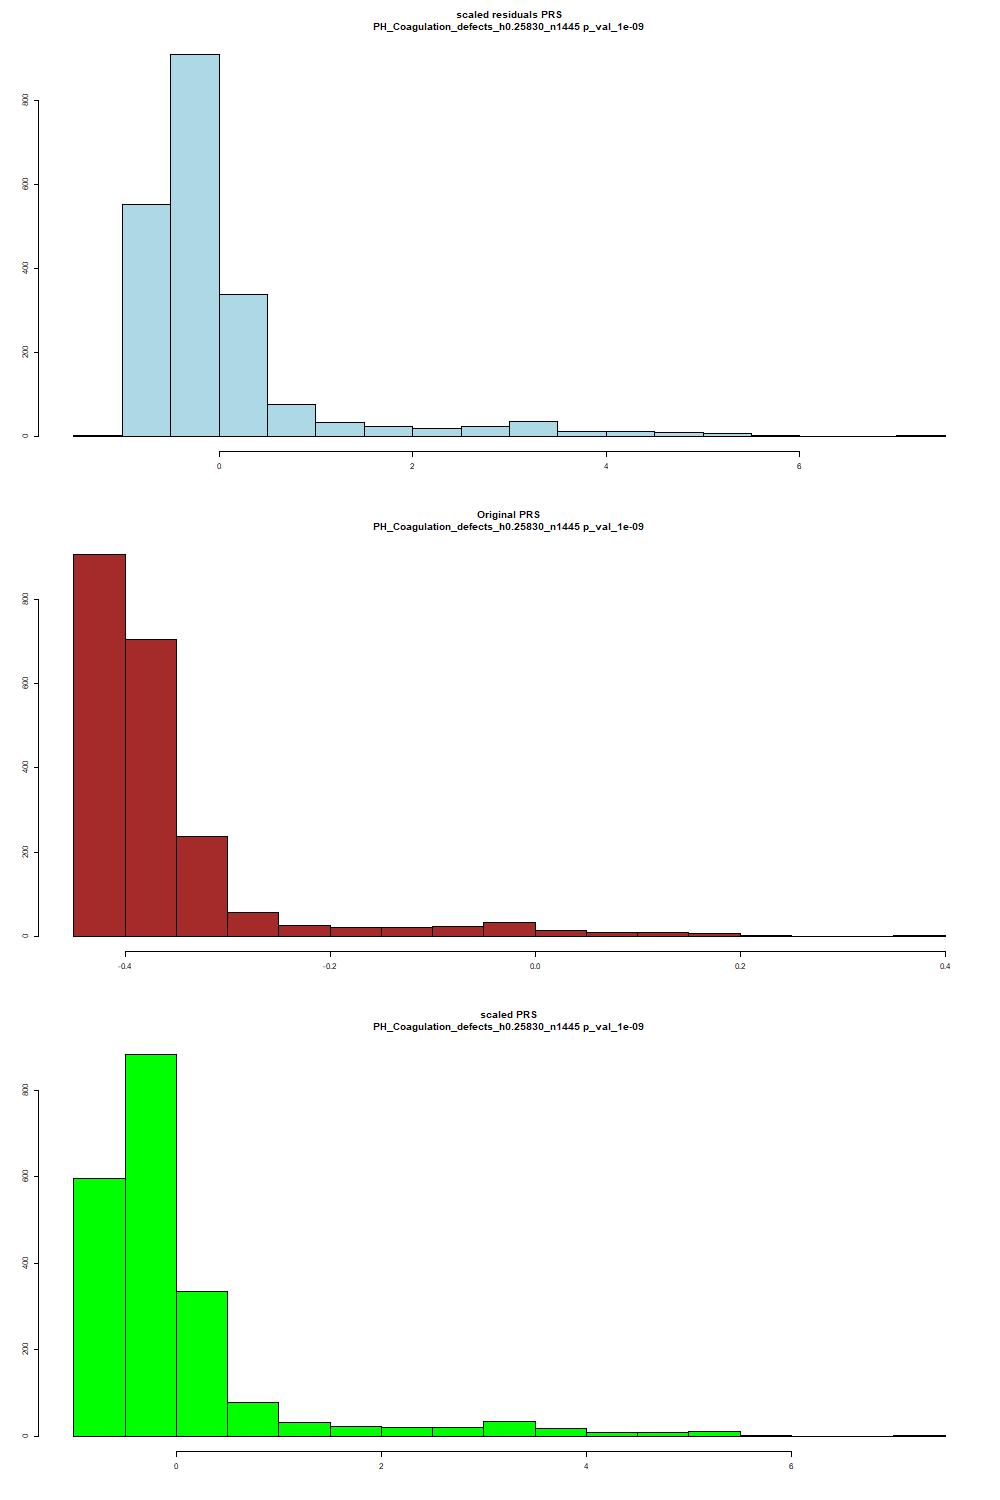 scaled residuals PRS
PH_Coagulation_defects_h0.25830_n1445 p_val_1e-09
800
600
400
200
0
0 2 4 6
Original PRS
PH_Coagulation_defects_h0.25830_n1445 p_val_1e-09
800
600
400
200
0
-0.4 -0.2 0.0 0.2 0.4
scaled PRS
PH_Coagulation_defects_h0.25830_n1445 p_val_1e-09
800
600
400
200
0
0 2 4 6